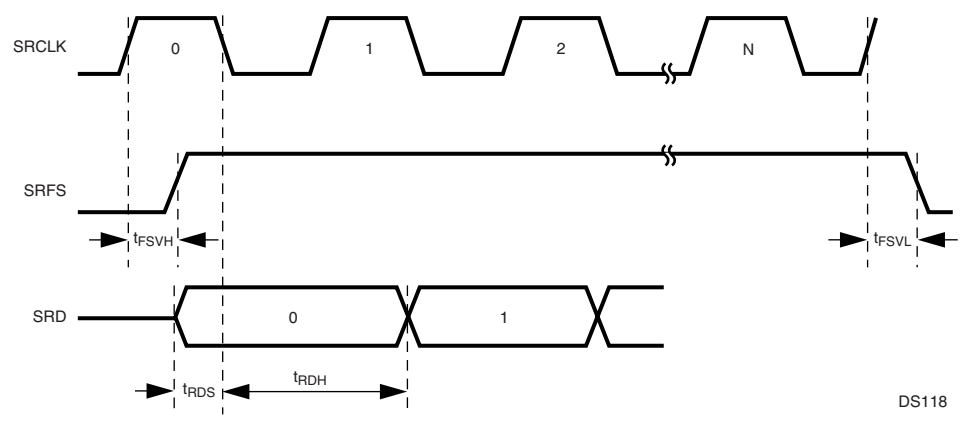 SRCLK
0
1
2
N
SRFS
tFSVH
tFSVL
SRD
0
1
tRDS
tRDH
DS118